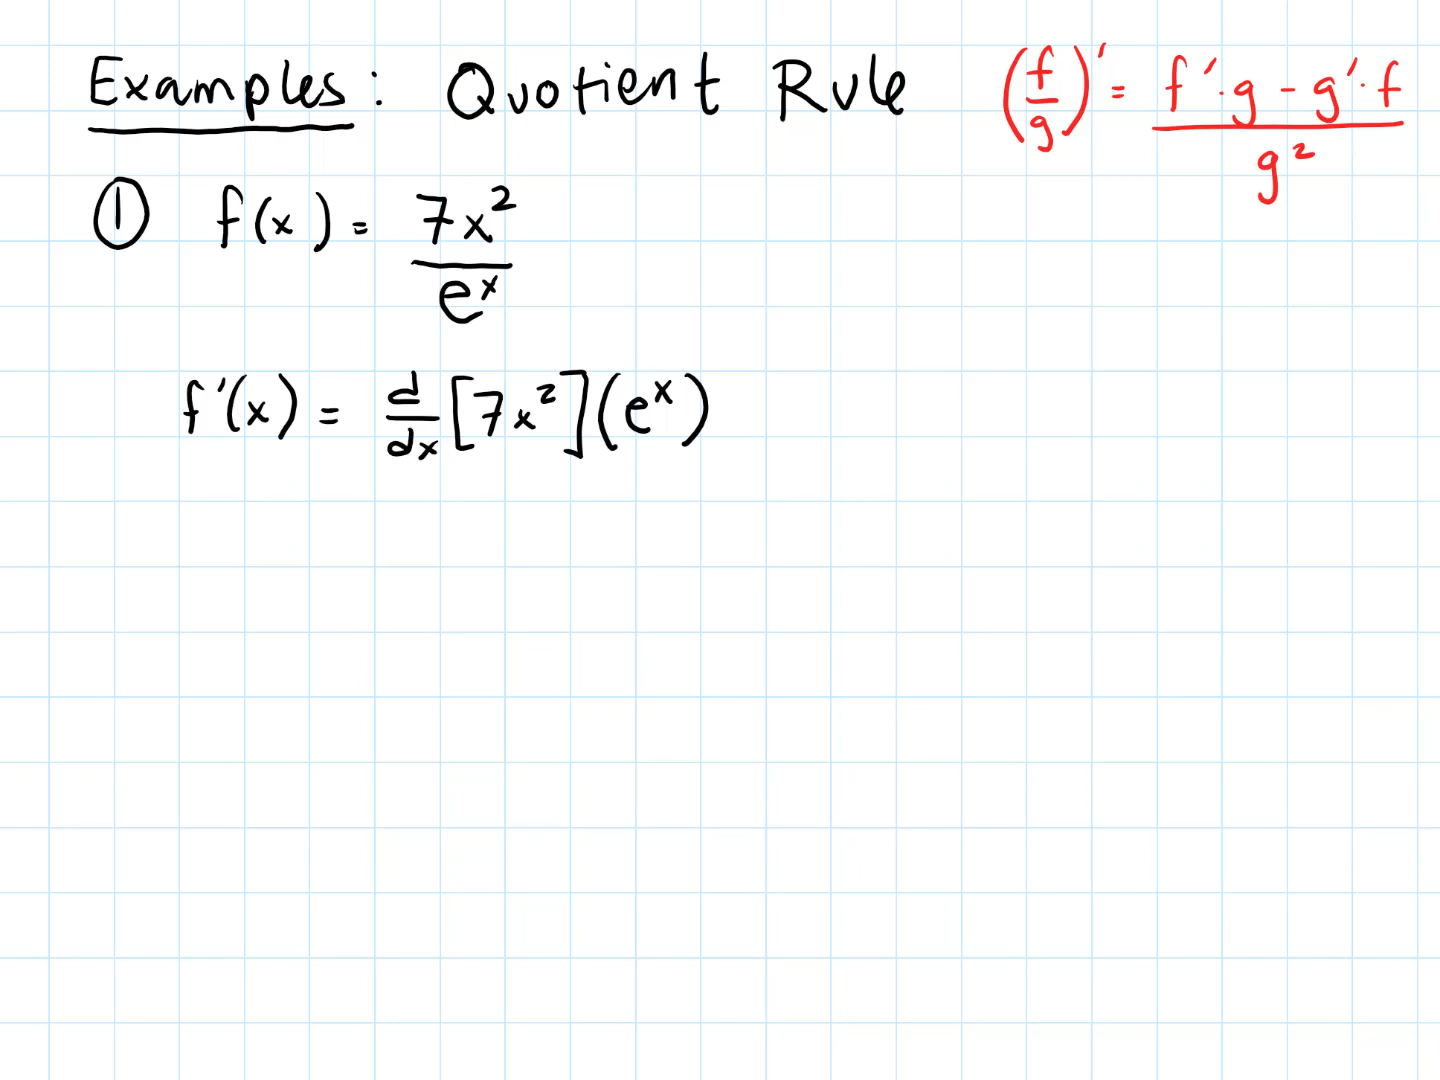 Examples: Quotient Rule
(f/g)' = (f'·g - g'·f)/g²
① f(x) = 7x²/eˣ
f'(x) = d/dx [7x²](eˣ)